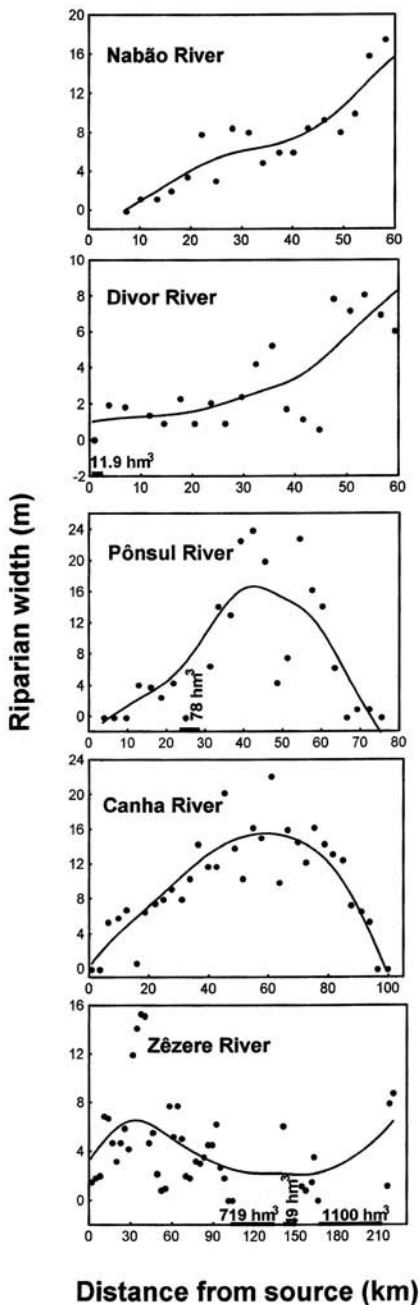 Riparian width (m)
Nabão River
20
16
12
8
4
0
0 10 20 30 40 50 60
Divor River
10
8
6
4
2
0
-2
11.9 hm³
0 10 20 30 40 50 60
Pônsul River
24
20
16
12
8
4
0
78 hm³
0 10 20 30 40 50 60 70 80
Canha River
24
20
16
12
8
4
0
0 20 40 60 80 100
Zêzere River
16
12
8
4
0
719 hm³
49 hm³
1100 hm³
0 30 60 90 120 150 180 210
Distance from source (km)